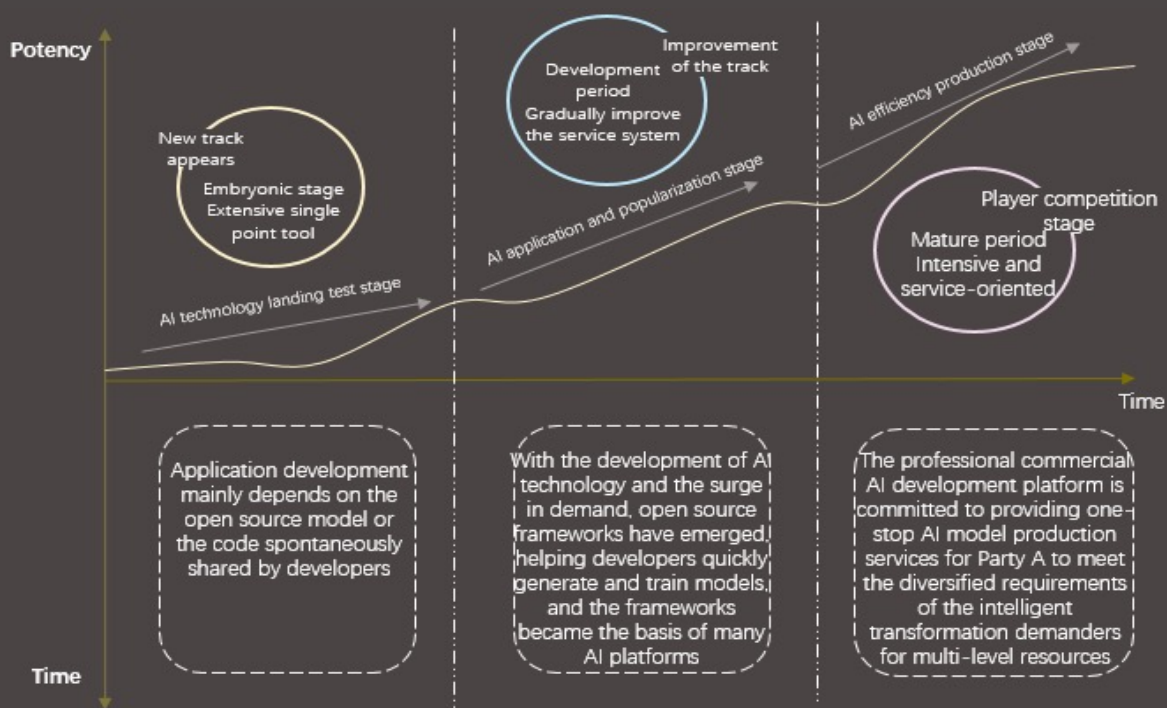 Potency
New track
appears
Embryonic stage
Extensive single
point tool
AI technology landing test stage
Improvement
of the track
Development
period
Gradually improve
the service system
AI application and popularization stage
AI efficiency production stage
Player competition
stage
Mature period
Intensive and
service-oriented
Time
Application development
mainly depends on the
open source model or
the code spontaneously
shared by developers
With the development of AI
technology and the surge
in demand, open source
frameworks have emerged,
helping developers quickly
generate and train models,
and the frameworks
became the basis of many
AI platforms
The professional commercial
AI development platform is
committed to providing one-
stop AI model production
services for Party A to meet
the diversified requirements
of the intelligent
transformation demanders
for multi-level resources
Time